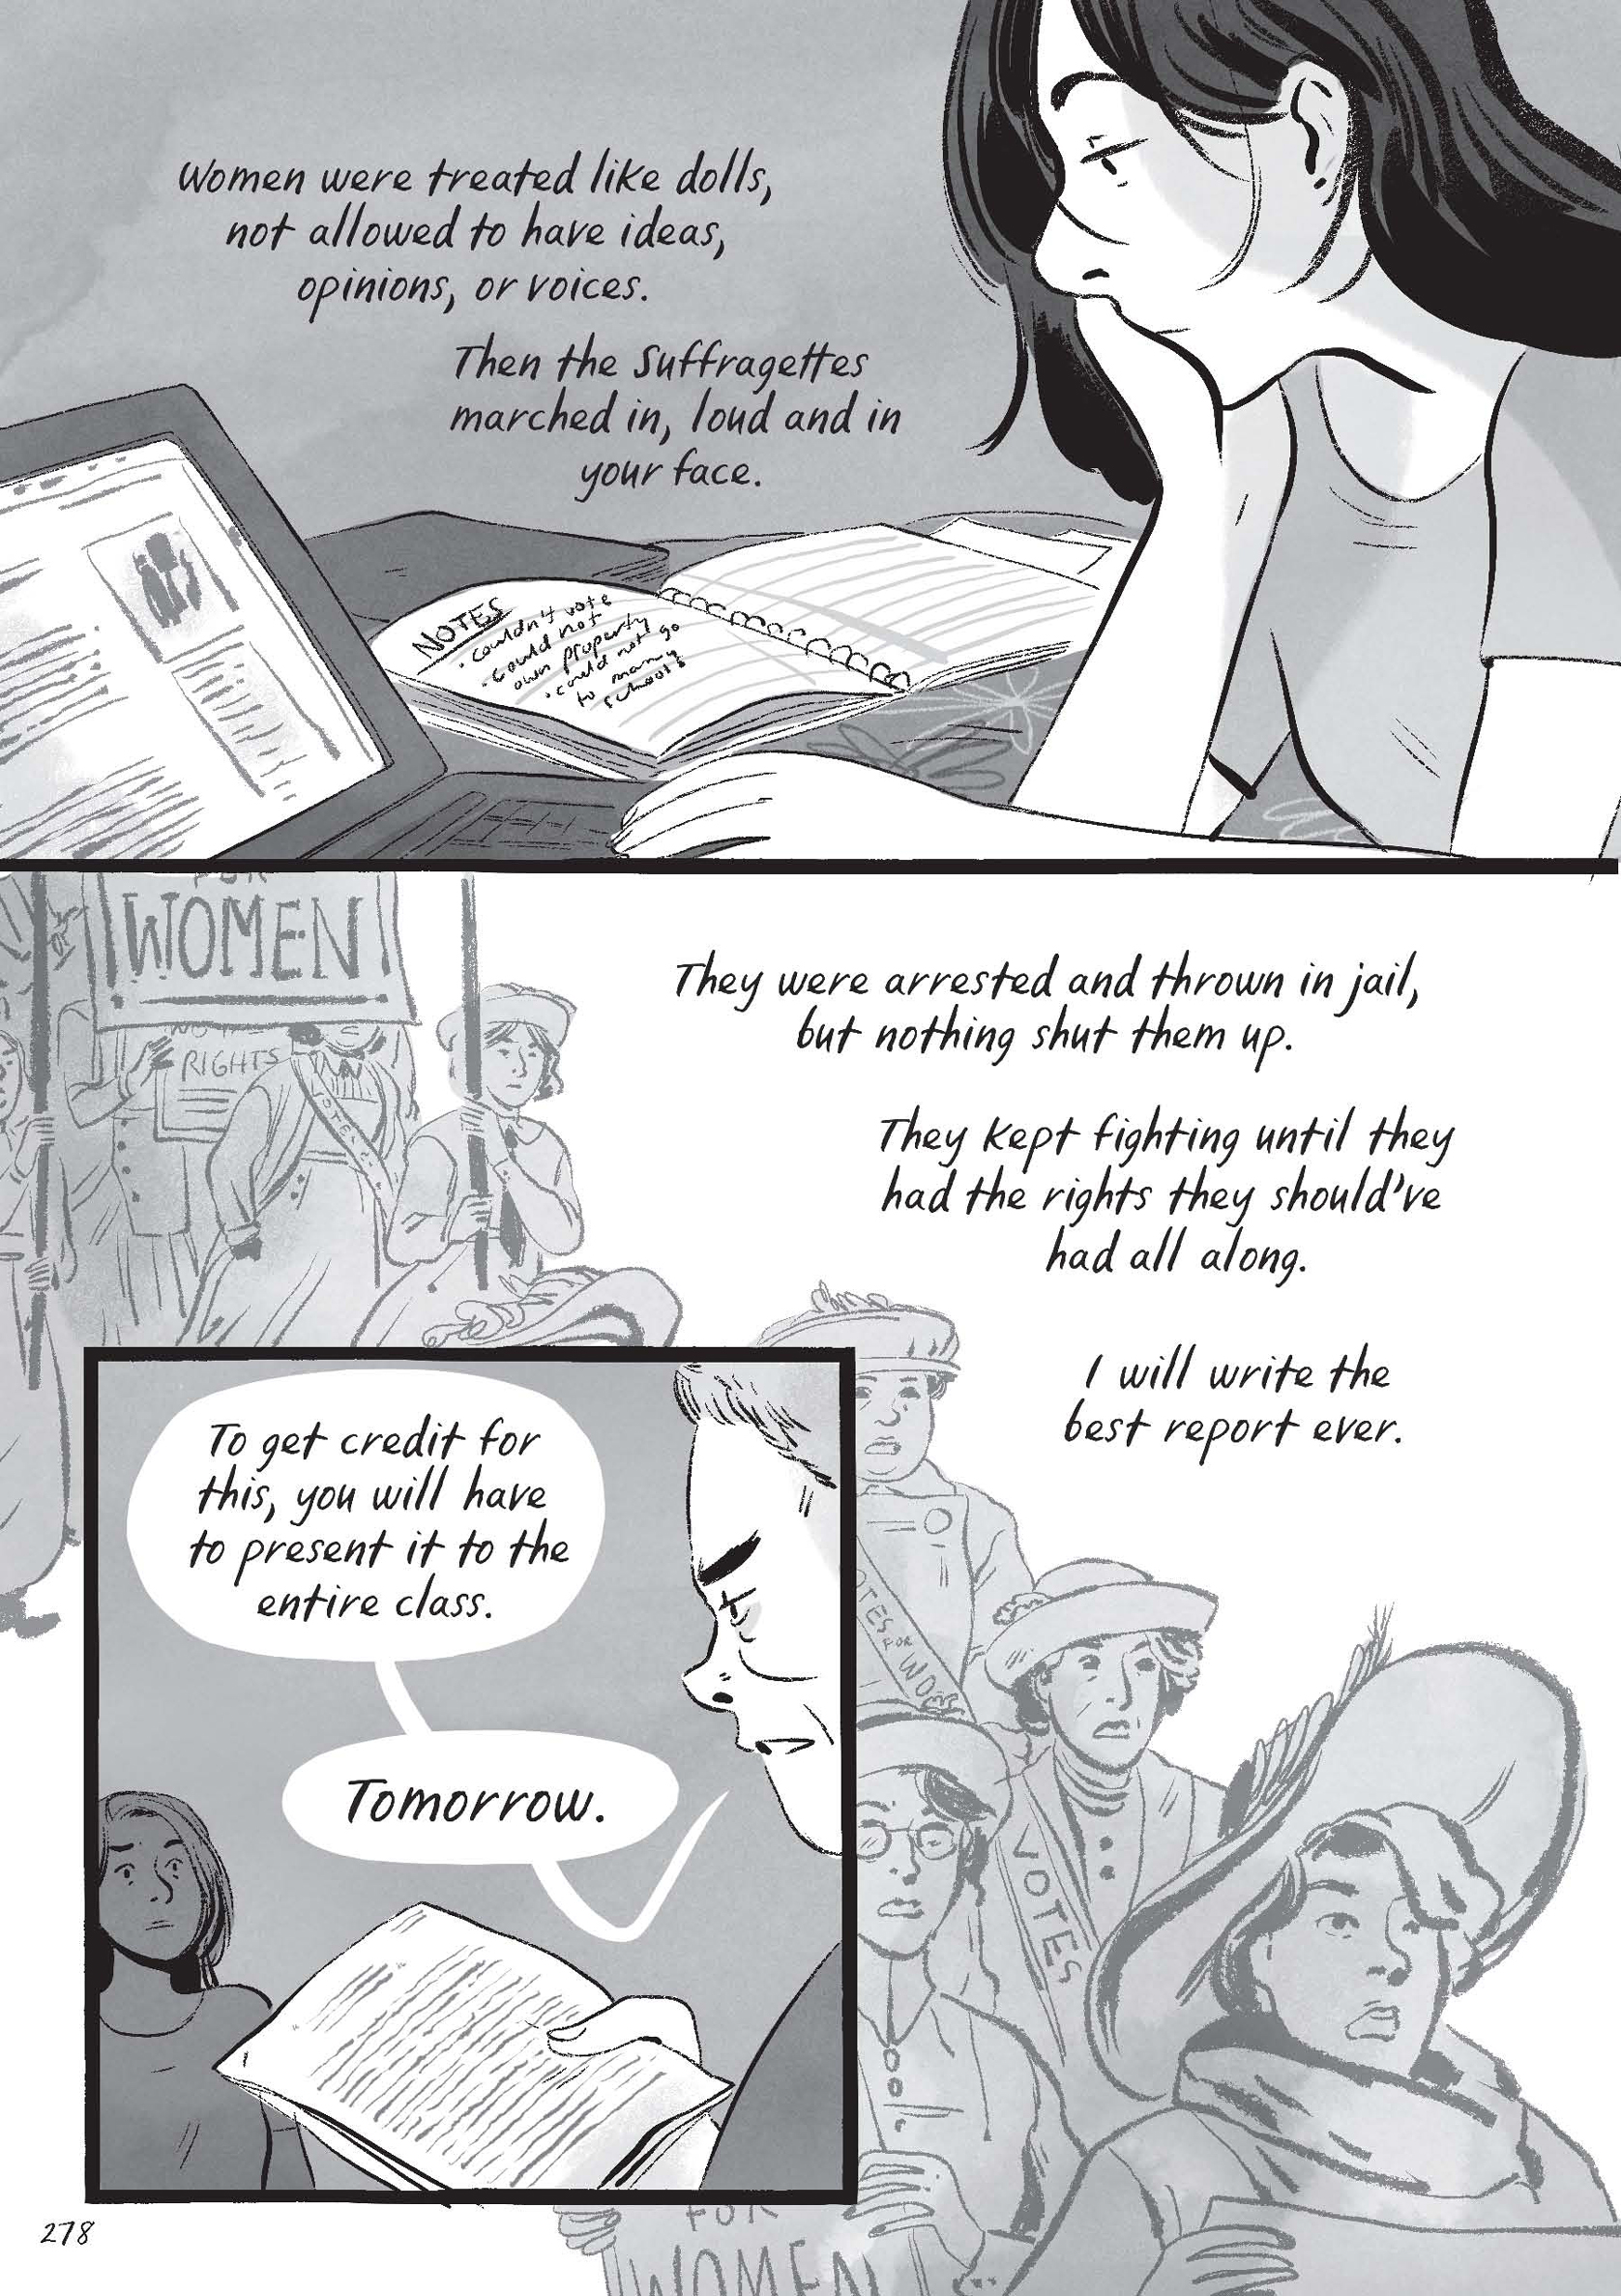 Women were treated like dolls,
not allowed to have ideas,
opinions, or voices.
Then the Suffragettes
marched in, loud and in
your face.
NOTES
• couldn't vote
• could not
own property
• could not go
to many
schools
FOR
WOMEN
RIGHTS
They were arrested and thrown in jail,
but nothing shut them up.
They kept fighting until they
had the rights they should've
had all along.
I will write the
best report ever.
To get credit for
this, you will have
to present it to the
entire class.
Tomorrow.
VOTES
FOR
WOMEN
278